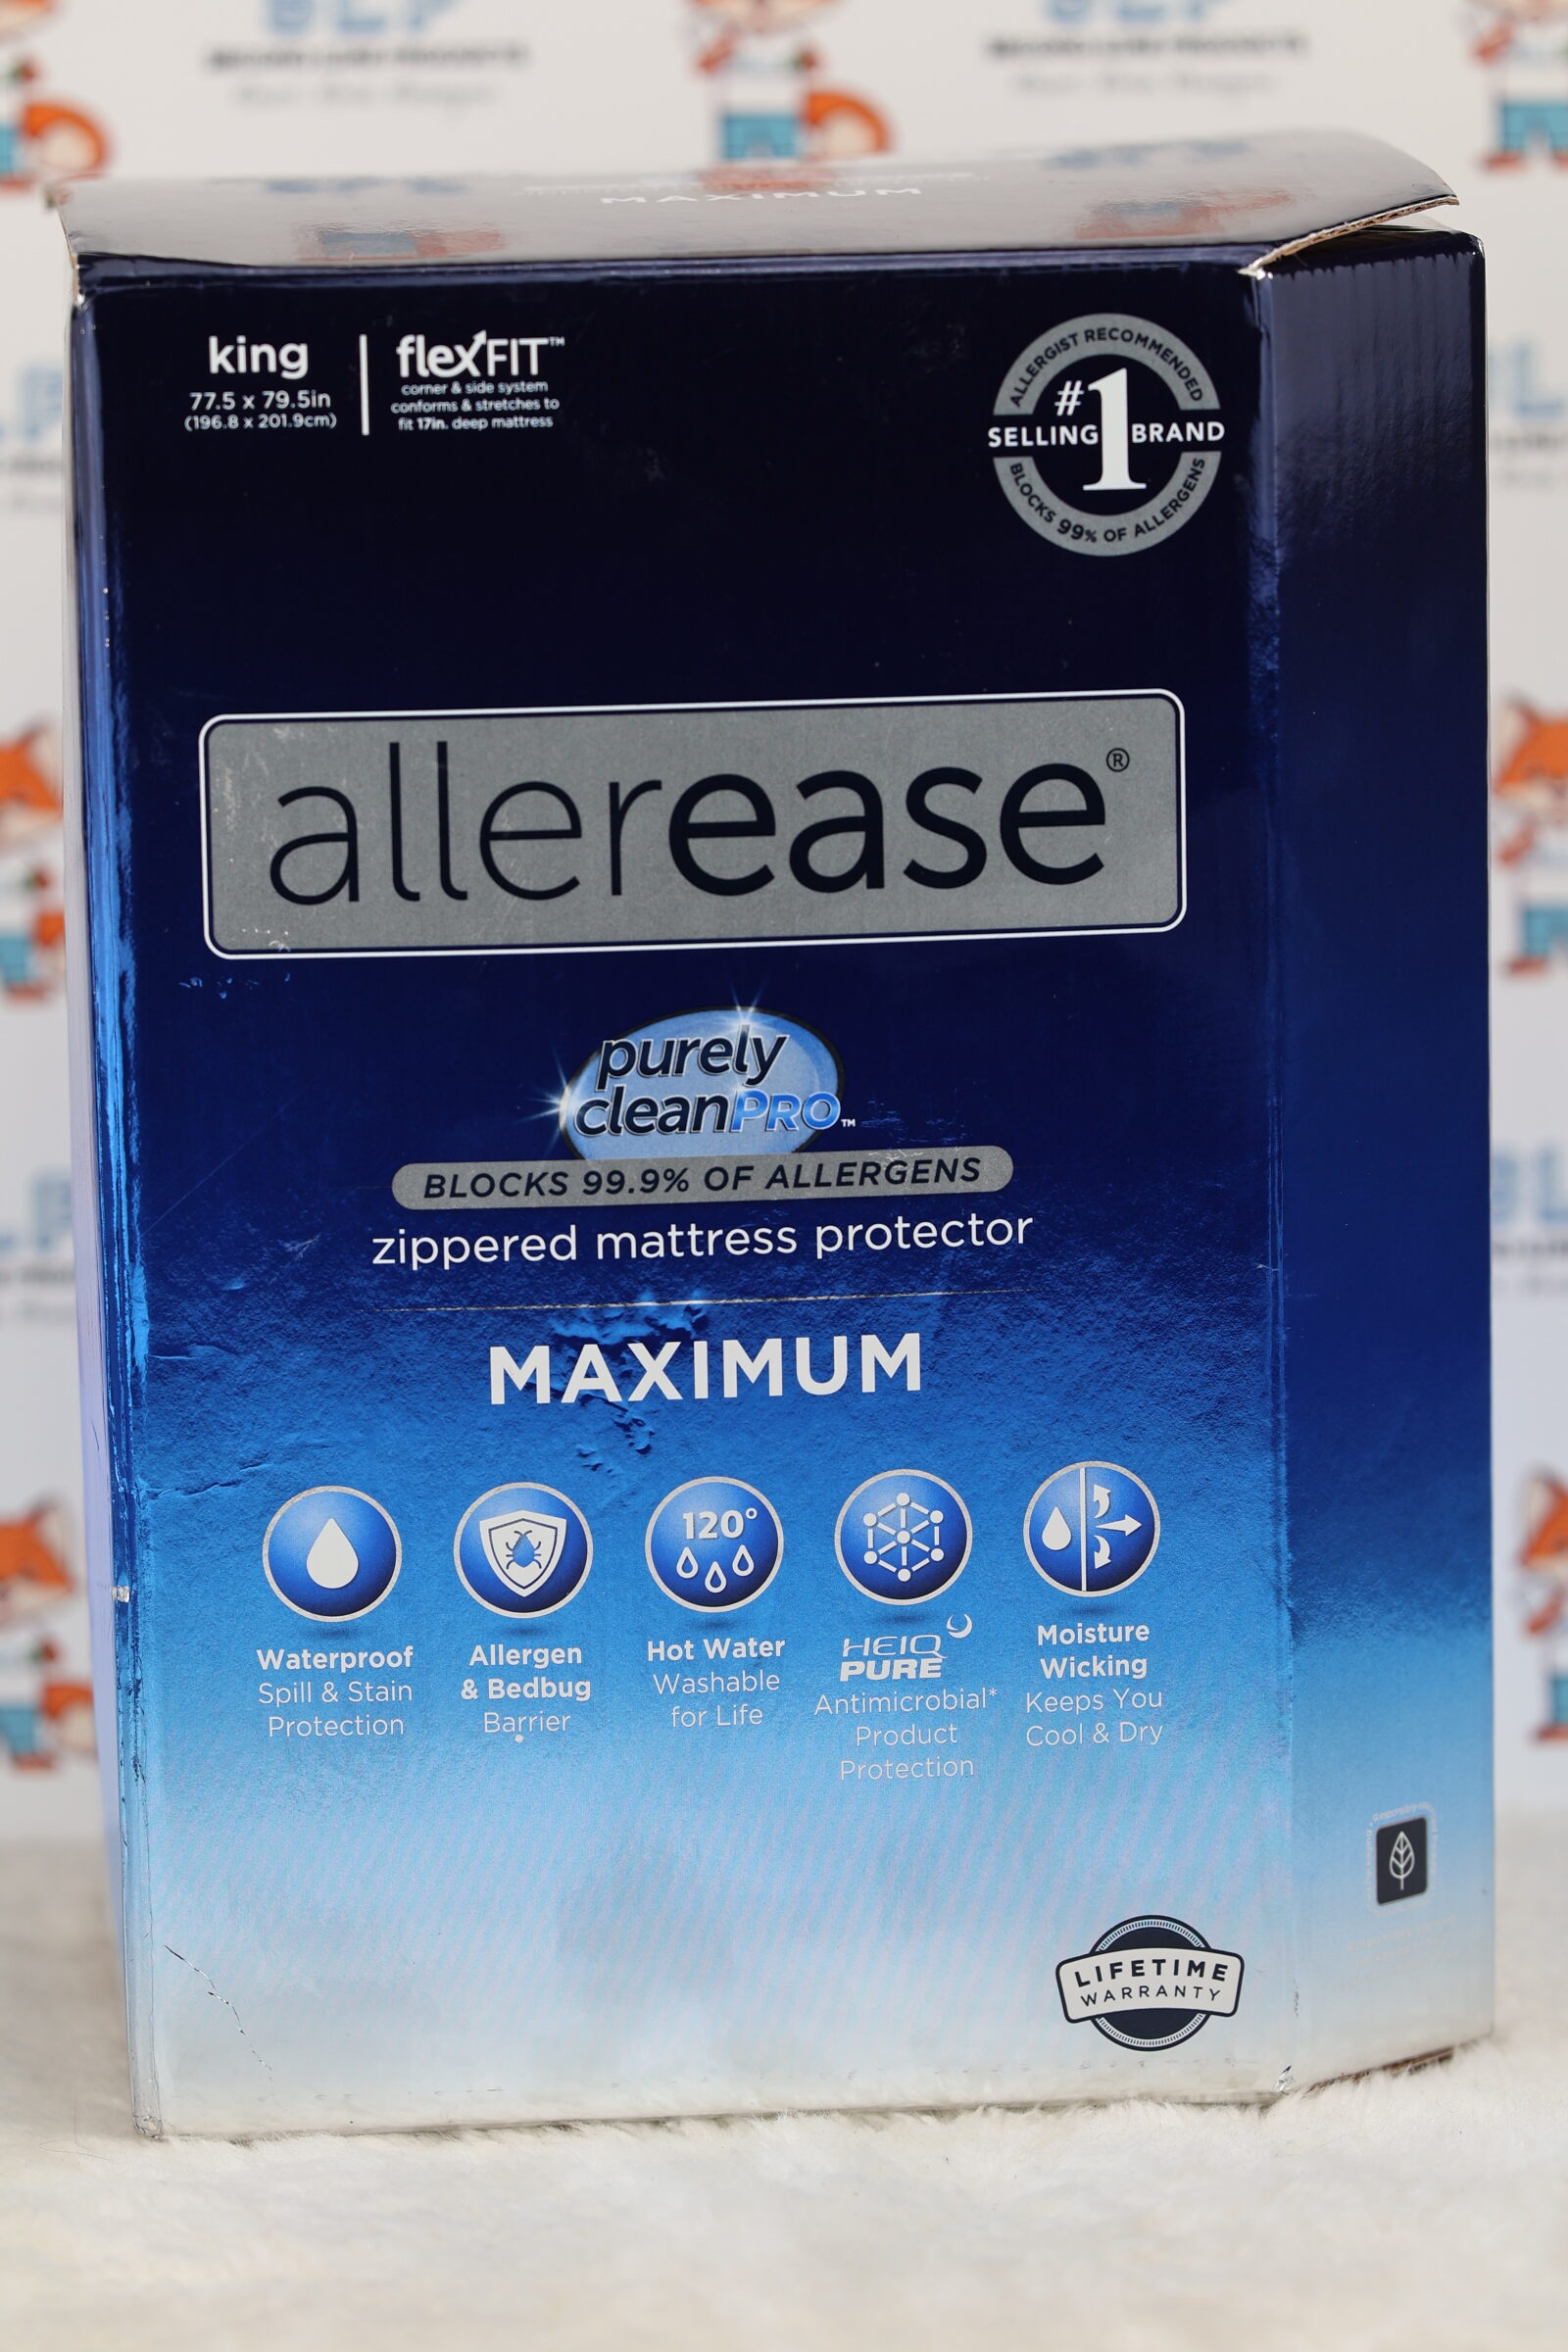 MAXIMUM
king
77.5 x 79.5in
(196.8 x 201.9cm)
flexFIT™
corner & side system
conforms & stretches to
fit 17in. deep mattress
ALLERGIST RECOMMENDED
#1
SELLING BRAND
BLOCKS 99% OF ALLERGENS
allerease®
purely
cleanPRO™
BLOCKS 99.9% OF ALLERGENS
zippered mattress protector
MAXIMUM
Waterproof
Spill & Stain
Protection
Allergen
& Bedbug
Barrier
120°
Hot Water
Washable
for Life
HEIQ
PURE
Antimicrobial*
Product
Protection
Moisture
Wicking
Keeps You
Cool & Dry
LIFETIME
WARRANTY